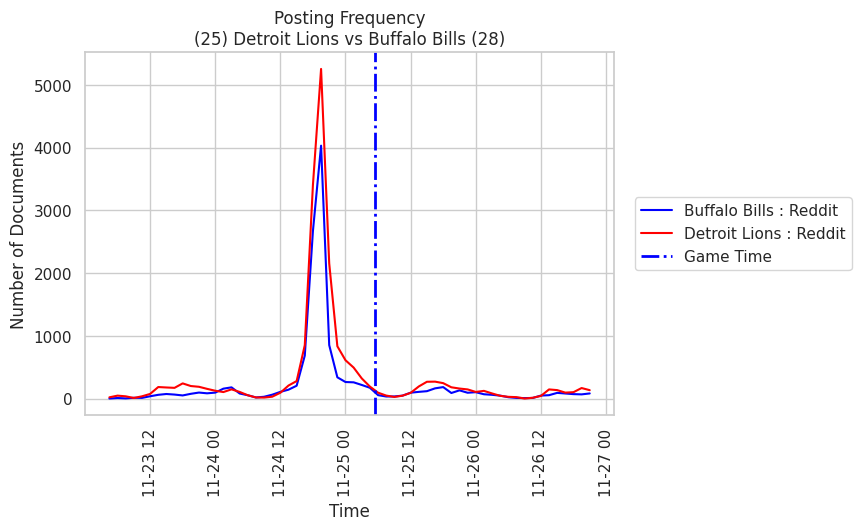 Posting Frequency
(25) Detroit Lions vs Buffalo Bills (28)
Number of Documents
5000
4000
3000
2000
1000
0
11-23 12
11-24 00
11-24 12
11-25 00
11-25 12
11-26 00
11-26 12
11-27 00
Time
Buffalo Bills : Reddit
Detroit Lions : Reddit
Game Time